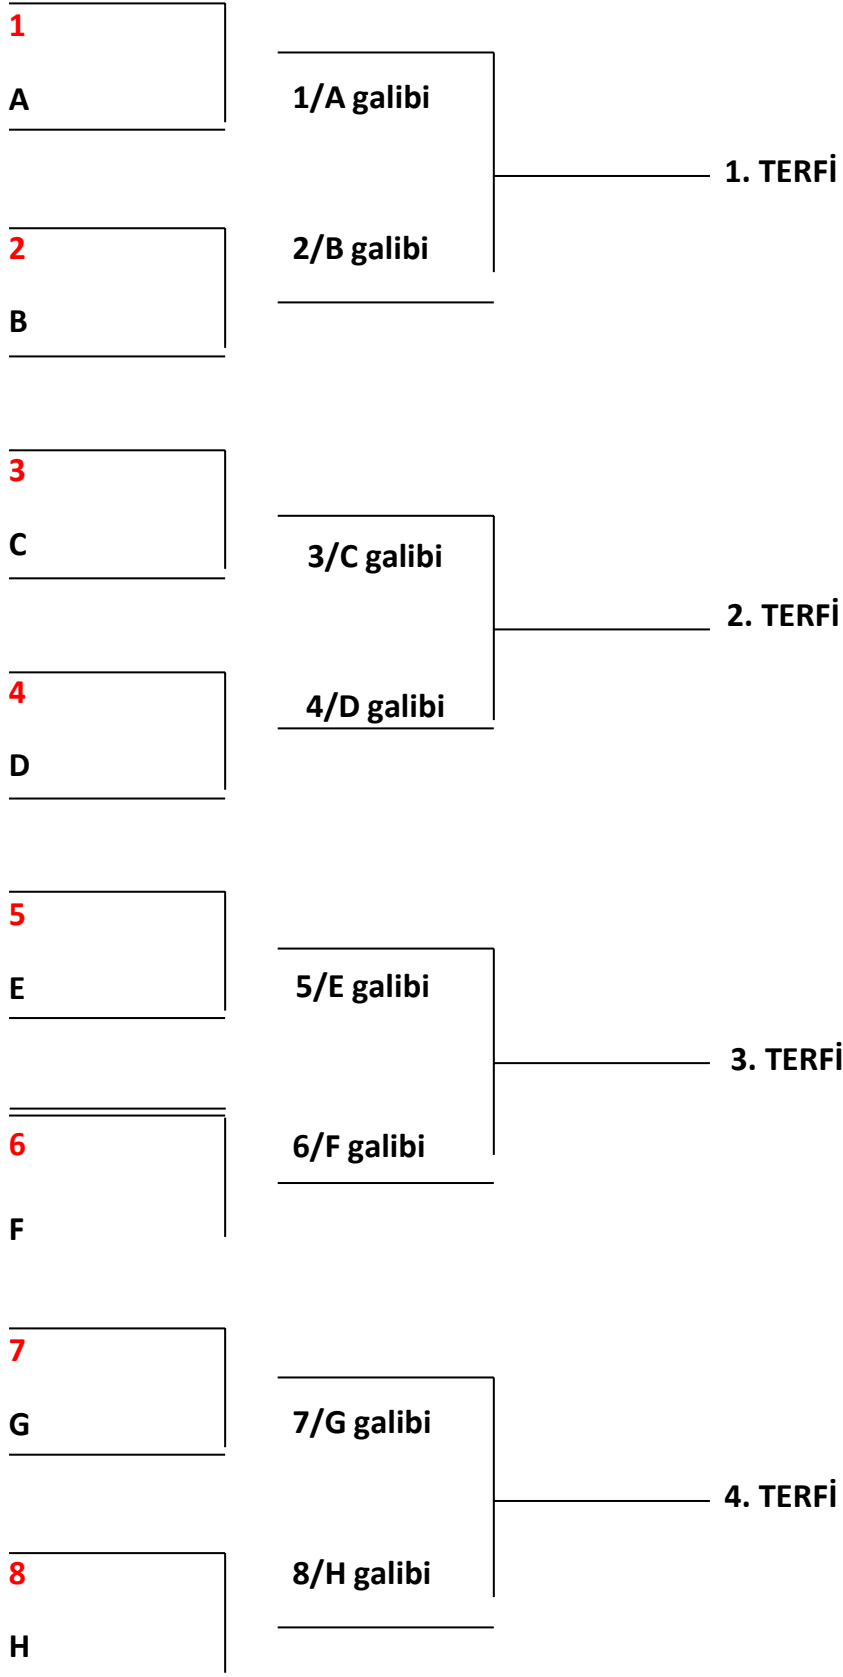 1
A
1/A galibi
1. TERFİ
2
2/B galibi
B
3
C
3/C galibi
2. TERFİ
4
4/D galibi
D
5
E
5/E galibi
3. TERFİ
6
6/F galibi
F
7
G
7/G galibi
4. TERFİ
8
8/H galibi
H